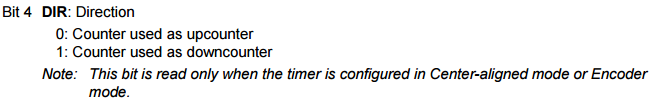 Bit 4 DIR: Direction
0: Counter used as upcounter
1: Counter used as downcounter
Note: This bit is read only when the timer is configured in Center-aligned mode or Encoder
mode.